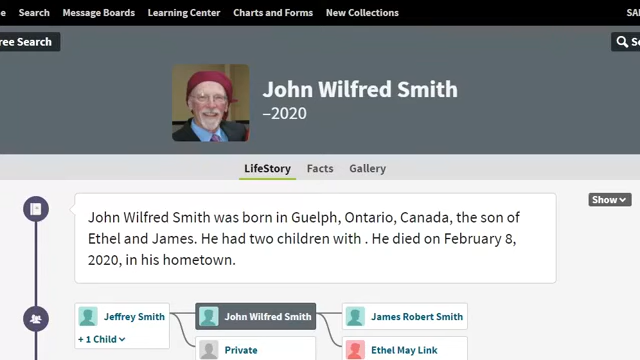 Search Message Boards Learning Center Charts and Forms New Collections
ree Search
John Wilfred Smith
–2020
LifeStory Facts Gallery
Show
John Wilfred Smith was born in Guelph, Ontario, Canada, the son of
Ethel and James. He had two children with . He died on February 8,
2020, in his hometown.
Jeffrey Smith John Wilfred Smith James Robert Smith
+ 1 Child
Private Ethel May Link